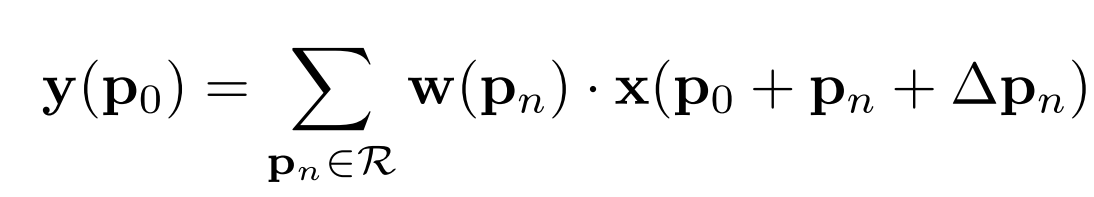 y(p₀) = ∑ w(pₙ) · x(p₀ + pₙ + Δpₙ)
pₙ∈ℛ